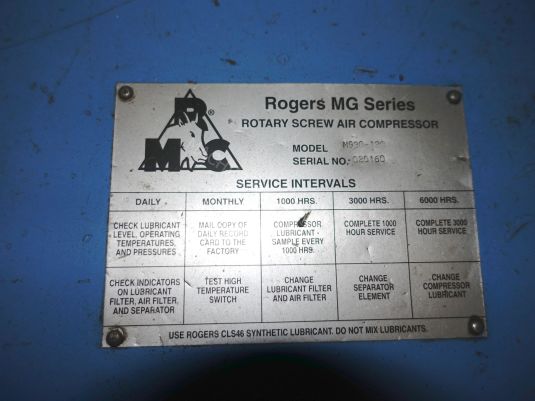 R
M C
Rogers MG Series
ROTARY SCREW AIR COMPRESSOR
MODEL
SERIAL NO. 020160
SERVICE INTERVALS
DAILY MONTHLY 1000 HRS. 3000 HRS. 6000 HRS.
CHECK LUBRICANT
LEVEL, OPERATING
TEMPERATURES,
AND PRESSURES
MAIL COPY OF
DAILY RECORD
CARD TO THE
FACTORY
COMPRESSOR
LUBRICANT
SAMPLE EVERY
1000 HRS.
COMPLETE 1000
HOUR SERVICE
COMPLETE 3000
HOUR SERVICE
CHECK INDICATORS
ON LUBRICANT
FILTER, AIR FILTER,
AND SEPARATOR
TEST HIGH
TEMPERATURE
SWITCH
CHANGE
LUBRICANT FILTER
AND AIR FILTER
CHANGE
SEPARATOR
ELEMENT
CHANGE
COMPRESSOR
LUBRICANT
USE ROGERS CLS46 SYNTHETIC LUBRICANT. DO NOT MIX LUBRICANTS.